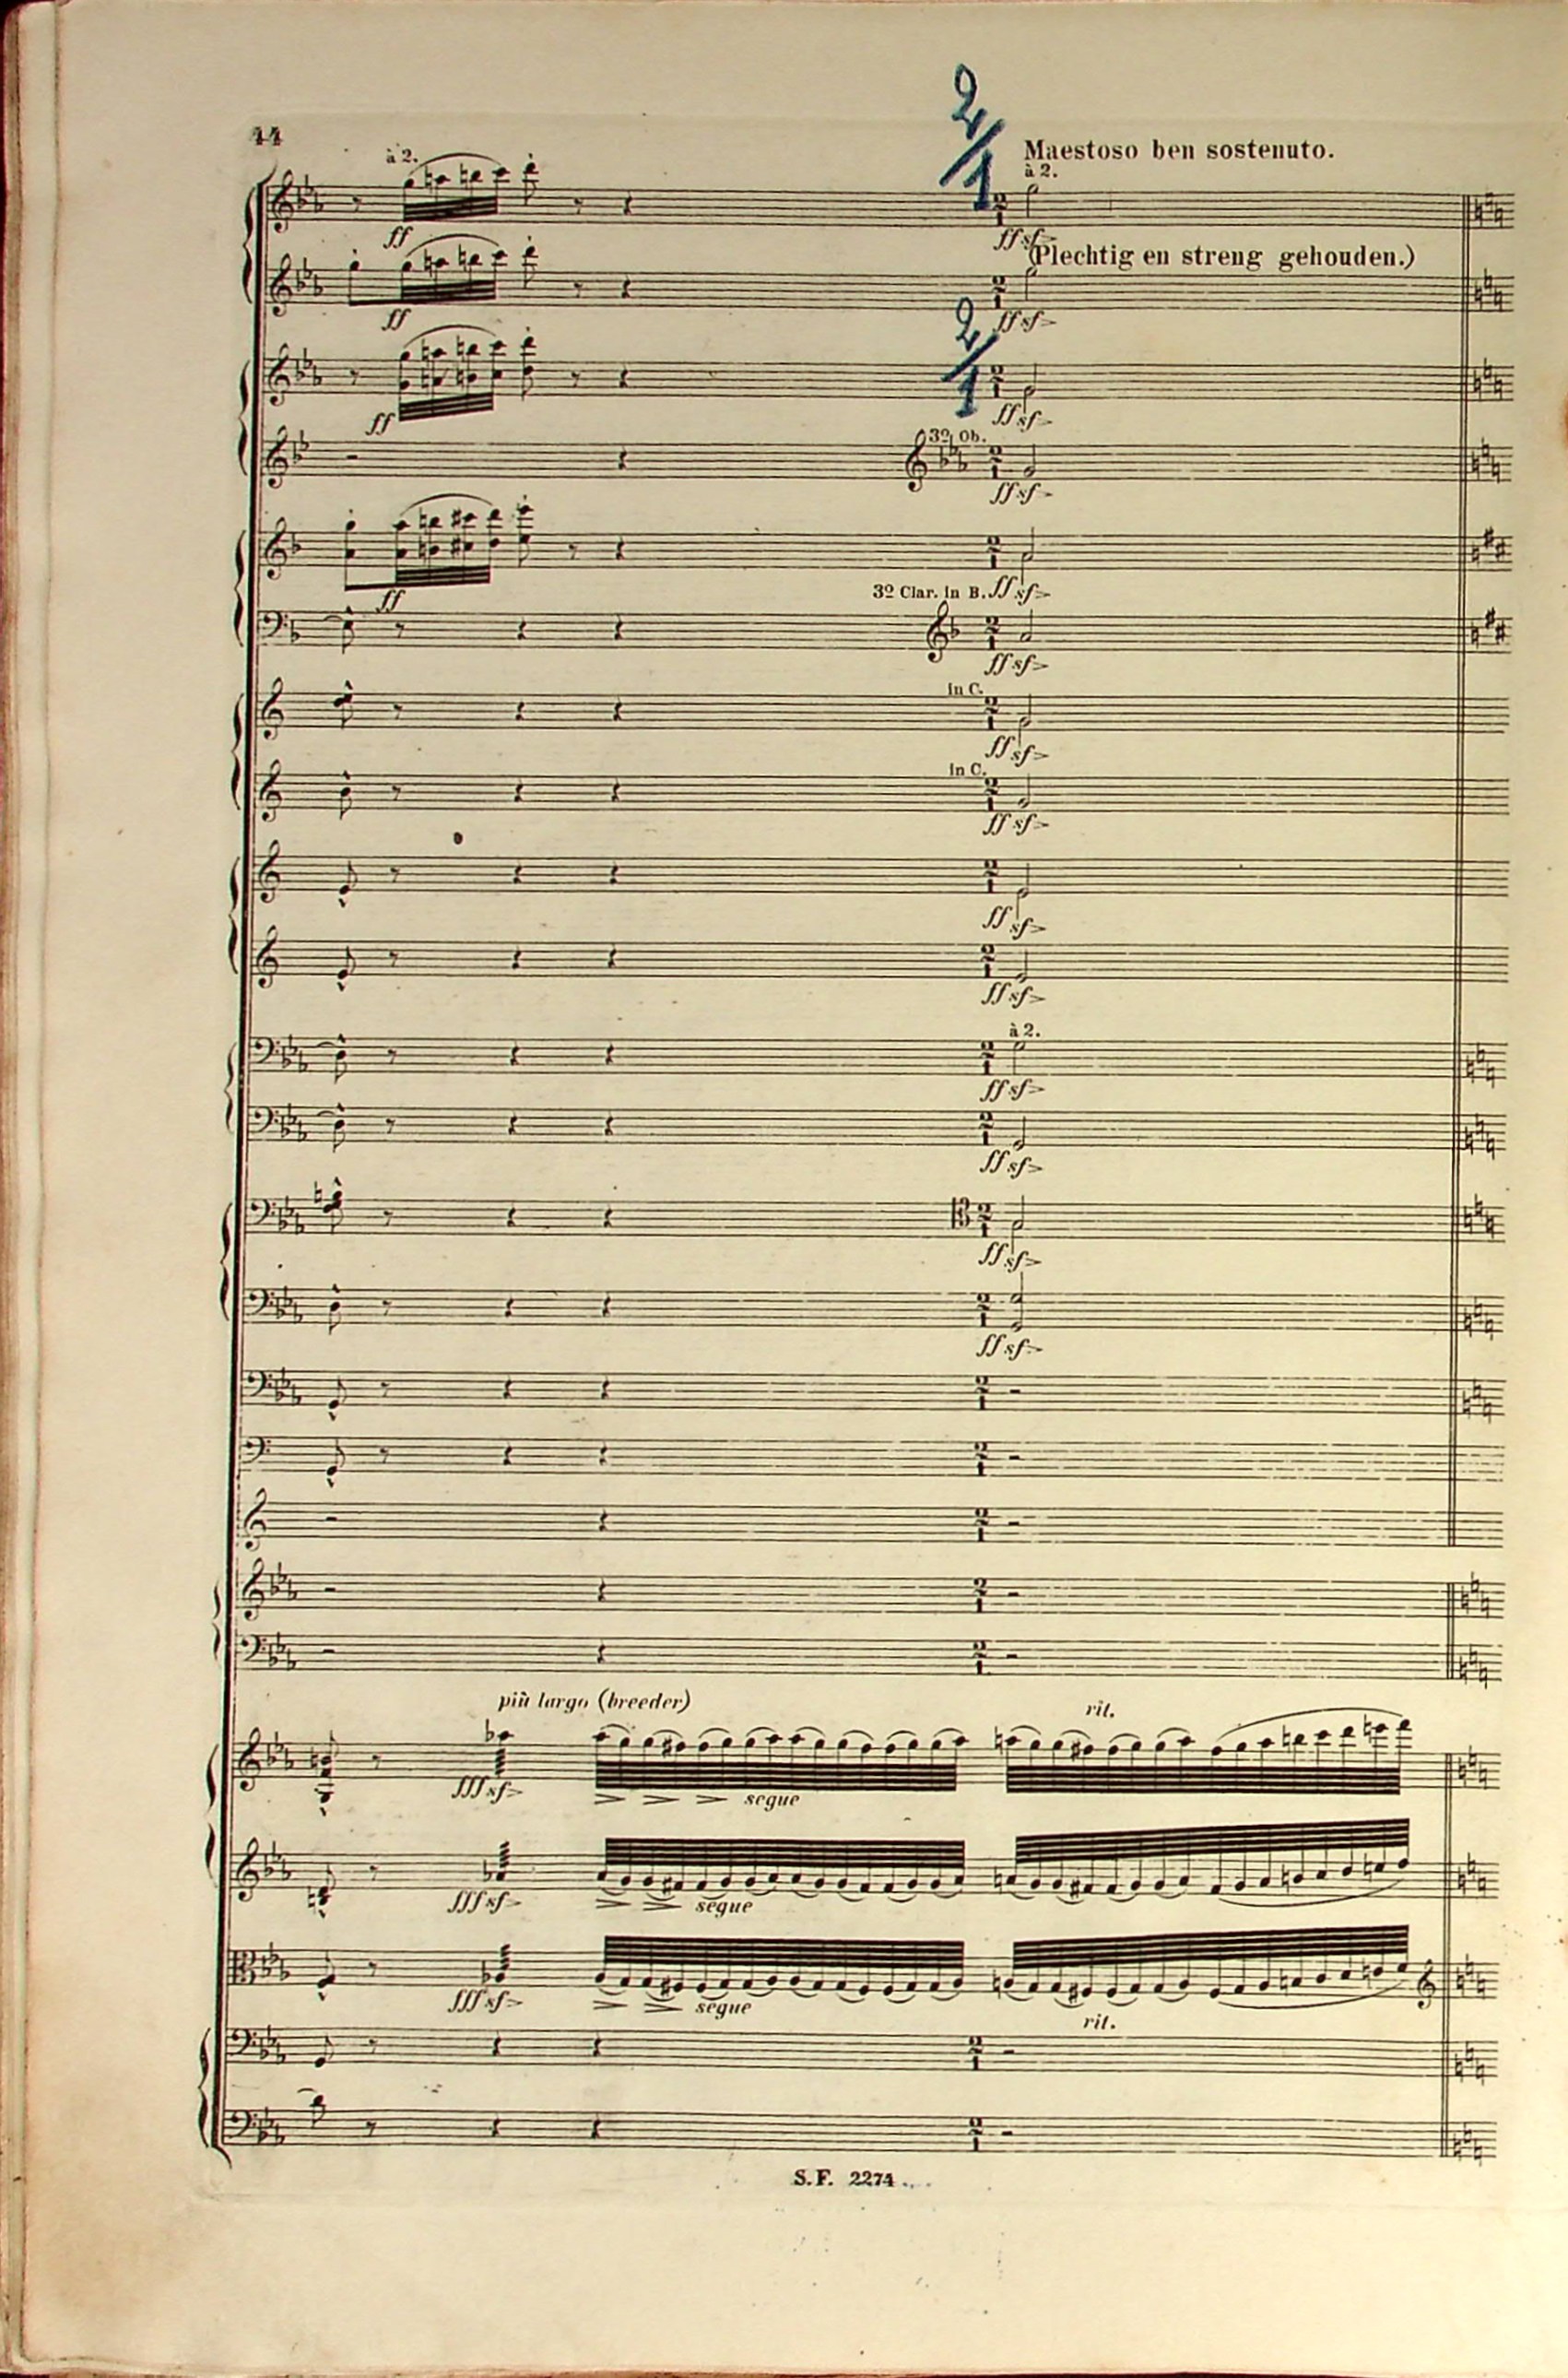 44
2/1
Maestoso ben sostenuto.
à 2.
à 2.
ff
ff sf
(Plechtig en streng gehouden.)
ff
ff sf
2/1
ff
ff sf
3º Ob.
ff sf
ff
3º Clar. in B. ff sf
ff sf
in C.
ff sf
in C.
ff sf
ff sf
ff sf
à 2.
ff sf
ff sf
ff sf
ff sf
più largo (breeder)
rit.
fff sf
segue
fff sf
segue
fff sf
segue
rit.
S.F. 2274